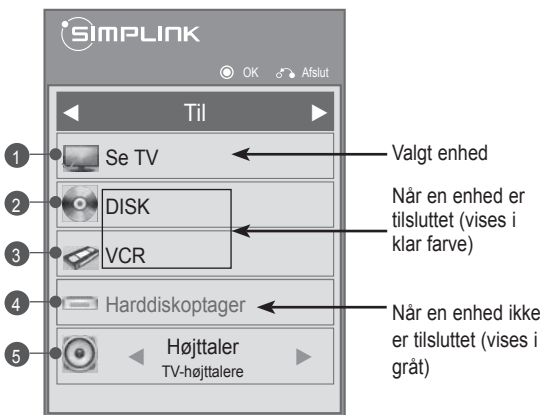 SIMPLINK
OK Afslut
Til
1 Se TV
2 DISK
3 VCR
4 Harddiskoptager
5 Højttaler
TV-højttalere
Valgt enhed
Når en enhed er
tilsluttet (vises i
klar farve)
Når en enhed ikke
er tilsluttet (vises i
gråt)